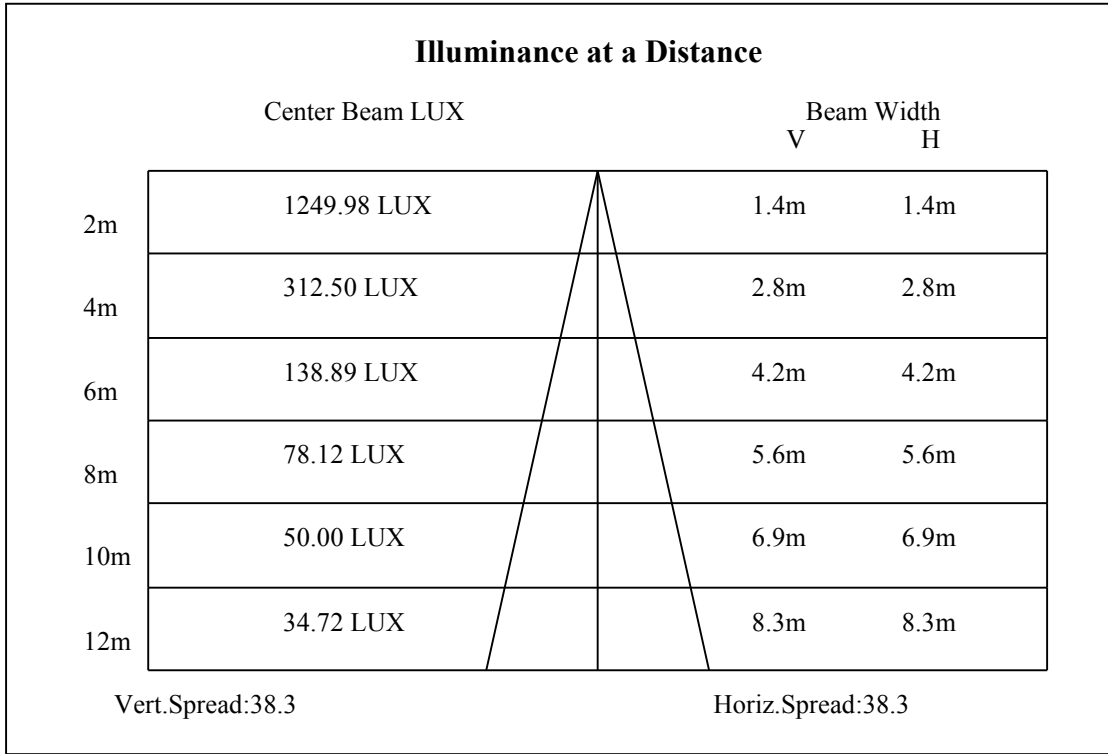 Illuminance at a Distance
Center Beam LUX Beam Width
V H
2m 1249.98 LUX 1.4m 1.4m
4m 312.50 LUX 2.8m 2.8m
6m 138.89 LUX 4.2m 4.2m
8m 78.12 LUX 5.6m 5.6m
10m 50.00 LUX 6.9m 6.9m
12m 34.72 LUX 8.3m 8.3m
Vert.Spread:38.3 Horiz.Spread:38.3